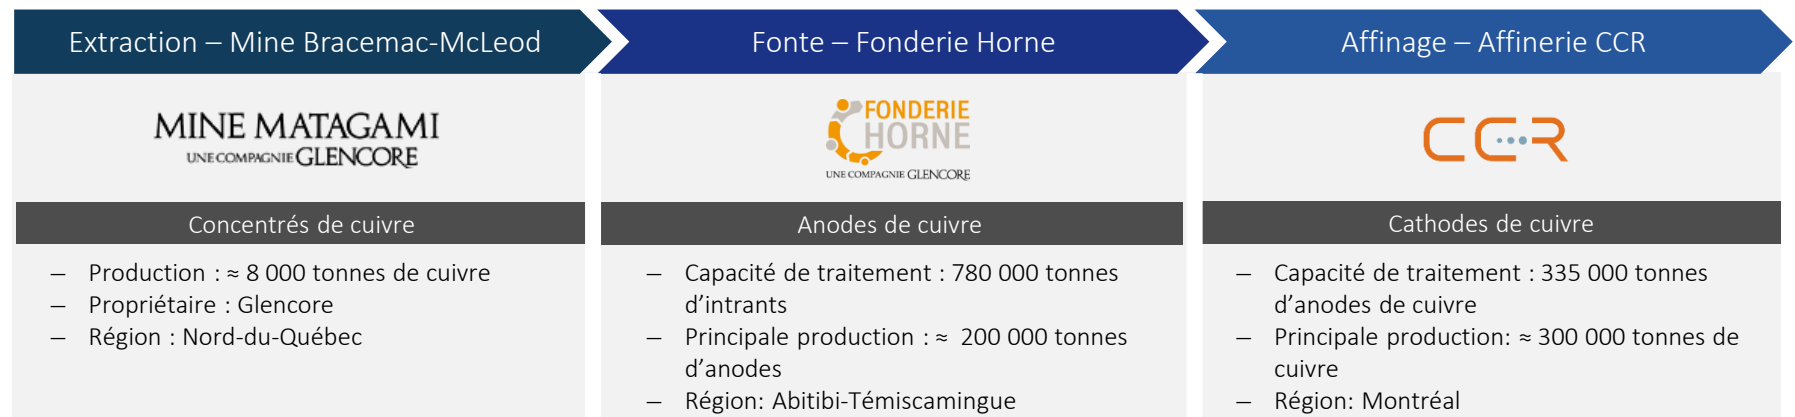 Extraction – Mine Bracemac-McLeod
MINE MATAGAMI
UNE COMPAGNIE GLENCORE
Concentrés de cuivre
– Production : ≈ 8 000 tonnes de cuivre
– Propriétaire : Glencore
– Région : Nord-du-Québec
Fonte – Fonderie Horne
FONDERIE
HORNE
UNE COMPAGNIE GLENCORE
Anodes de cuivre
– Capacité de traitement : 780 000 tonnes
d’intrants
– Principale production : ≈ 200 000 tonnes
d’anodes
– Région: Abitibi-Témiscamingue
Affinage – Affinerie CCR
CCR
Cathodes de cuivre
– Capacité de traitement : 335 000 tonnes
d’anodes de cuivre
– Principale production: ≈ 300 000 tonnes de
cuivre
– Région: Montréal